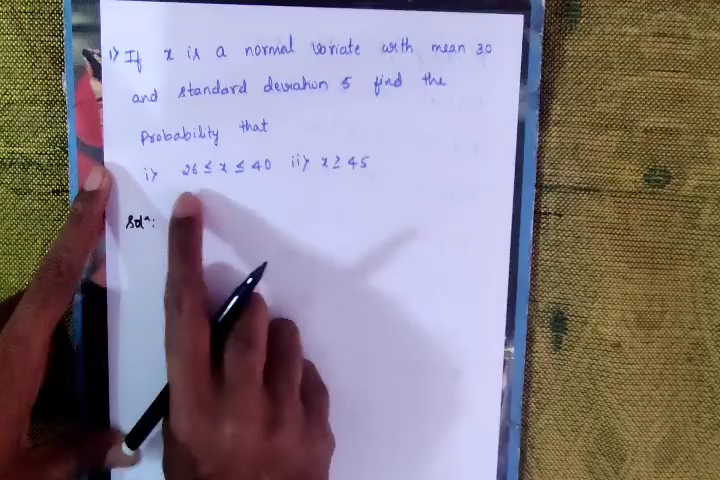 1) If x is a normal variate with mean 30
and standard deviation 5 find the
Probability that
i) 26 ≤ x ≤ 40 ii) x ≥ 45
Solⁿ: